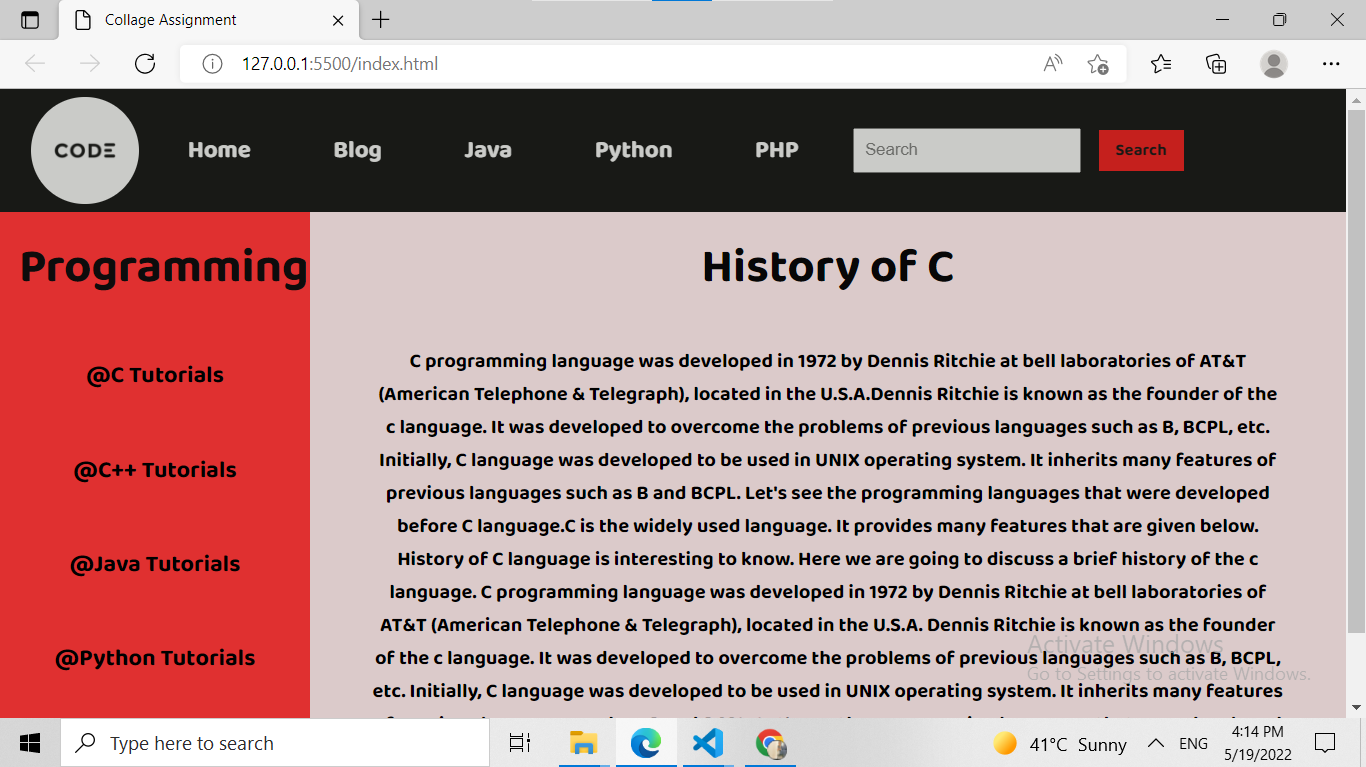 Collage Assignment
127.0.0.1:5500/index.html
CODE Home Blog Java Python PHP Search Search
Programming
@C Tutorials
@C++ Tutorials
@Java Tutorials
@Python Tutorials
History of C
C programming language was developed in 1972 by Dennis Ritchie at bell laboratories of AT&T
(American Telephone & Telegraph), located in the U.S.A.Dennis Ritchie is known as the founder of the
c language. It was developed to overcome the problems of previous languages such as B, BCPL, etc.
Initially, C language was developed to be used in UNIX operating system. It inherits many features of
previous languages such as B and BCPL. Let's see the programming languages that were developed
before C language.C is the widely used language. It provides many features that are given below.
History of C language is interesting to know. Here we are going to discuss a brief history of the c
language. C programming language was developed in 1972 by Dennis Ritchie at bell laboratories of
AT&T (American Telephone & Telegraph), located in the U.S.A. Dennis Ritchie is known as the founder
of the c language. It was developed to overcome the problems of previous languages such as B, BCPL,
etc. Initially, C language was developed to be used in UNIX operating system. It inherits many features
Activate Windows
Go to Settings to activate Windows.
Type here to search
41°C Sunny
ENG
4:14 PM
5/19/2022